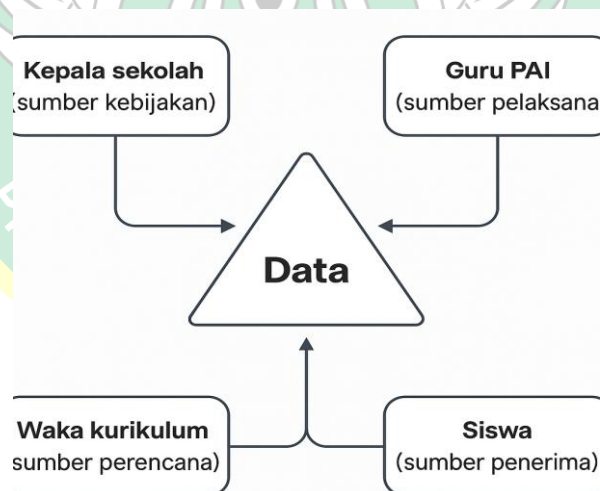 Kepala sekolah
(sumber kebijakan)
Guru PAI
(sumber pelaksana
Data
Waka kurikulum
sumber perencana)
Siswa
(sumber penerima)